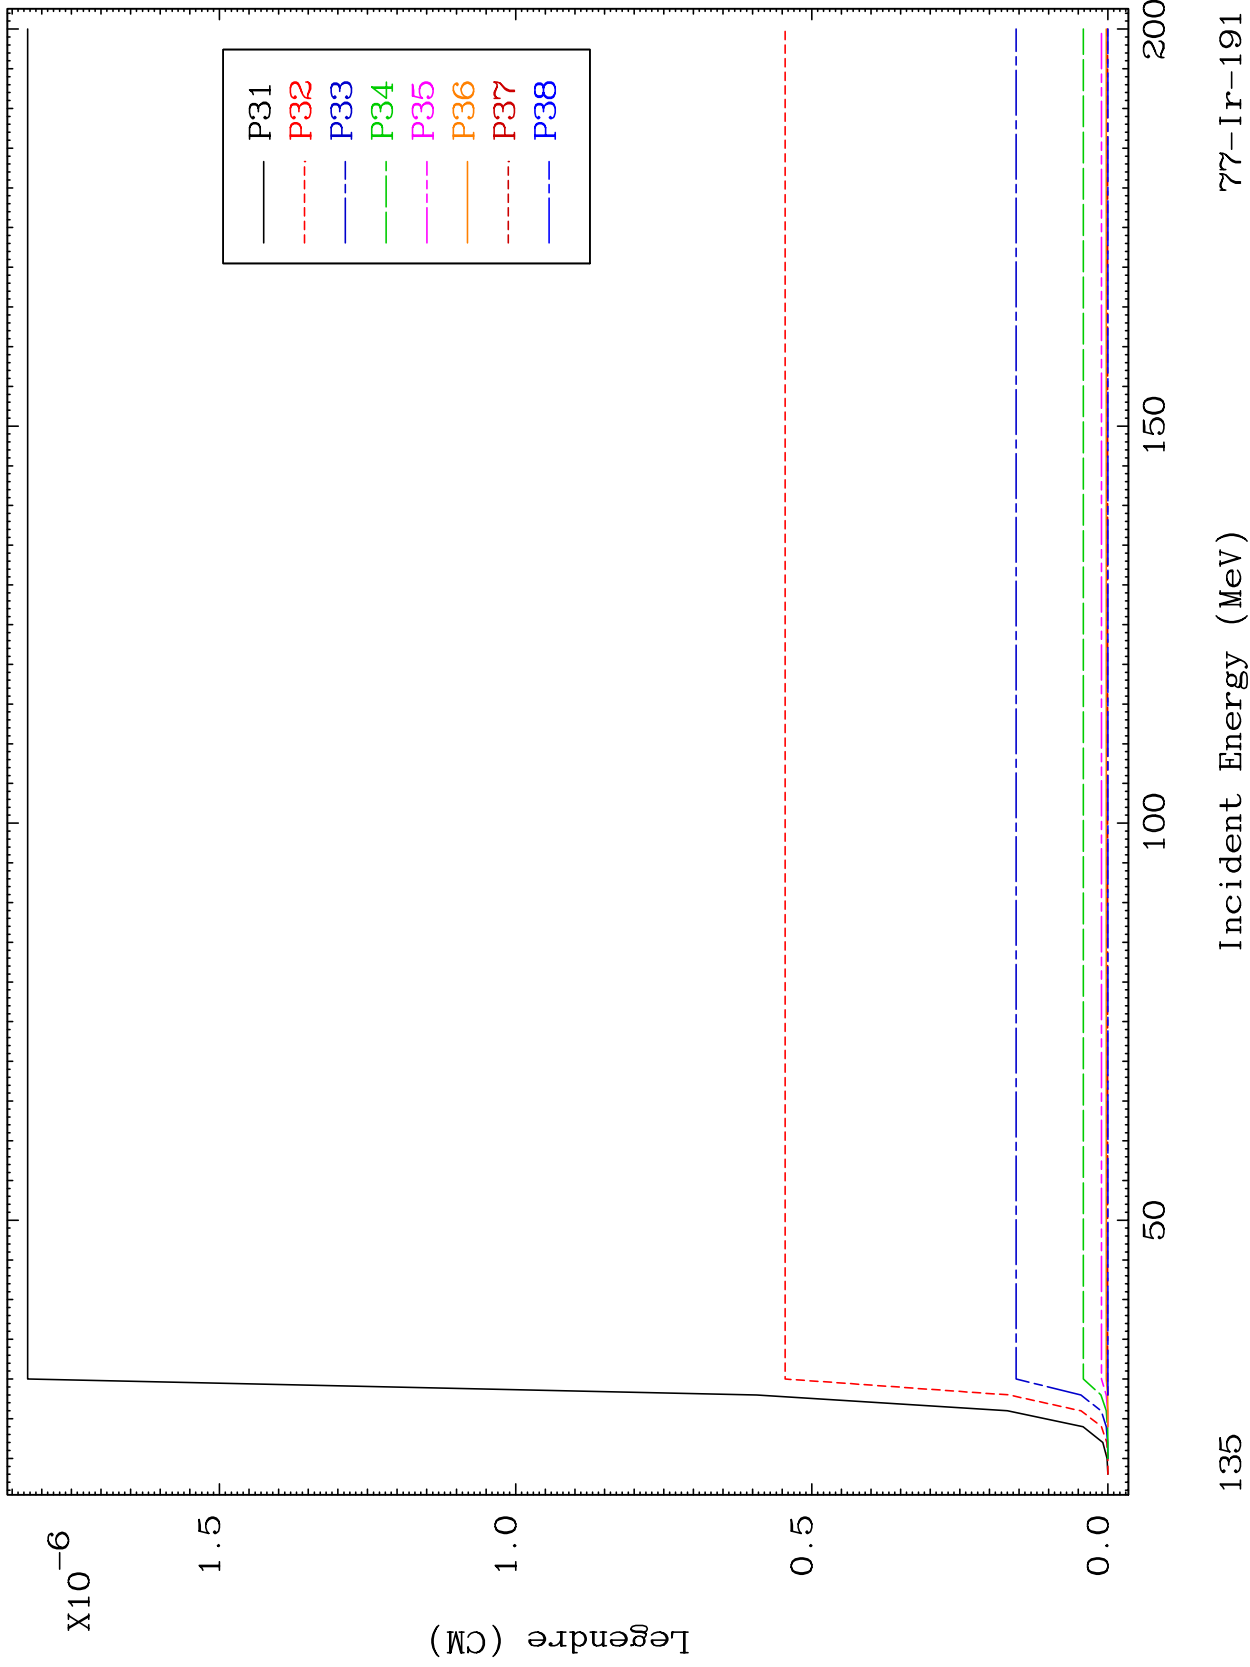 X10-6
Legendre (CM)
1.5
1.0
0.5
0.0
P31
P32
P33
P34
P35
P36
P37
P38
50
100
150
200
Incident Energy (MeV)
135
77-Ir-191